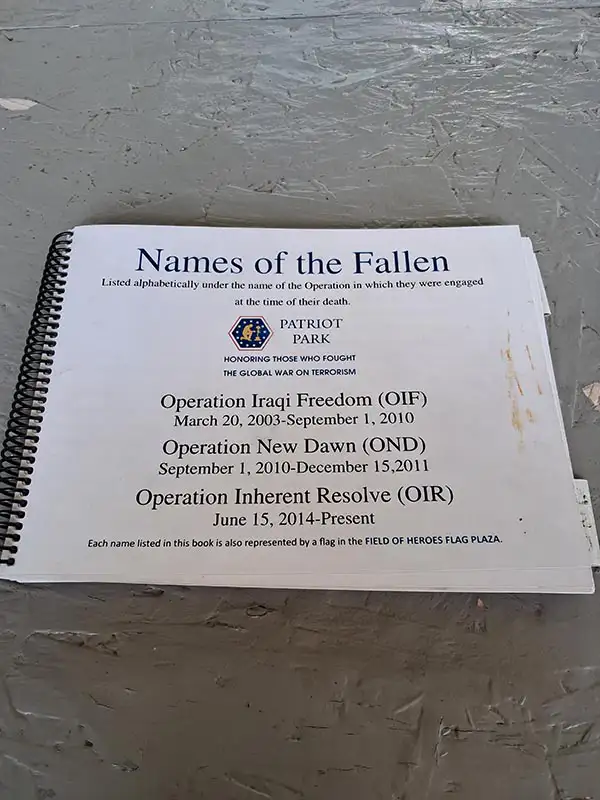 Names of the Fallen
Listed alphabetically under the name of the Operation in which they were engaged
at the time of their death.
PATRIOT
PARK
HONORING THOSE WHO FOUGHT
THE GLOBAL WAR ON TERRORISM
Operation Iraqi Freedom (OIF)
March 20, 2003-September 1, 2010
Operation New Dawn (OND)
September 1, 2010-December 15,2011
Operation Inherent Resolve (OIR)
June 15, 2014-Present
Each name listed in this book is also represented by a flag in the FIELD OF HEROES FLAG PLAZA.